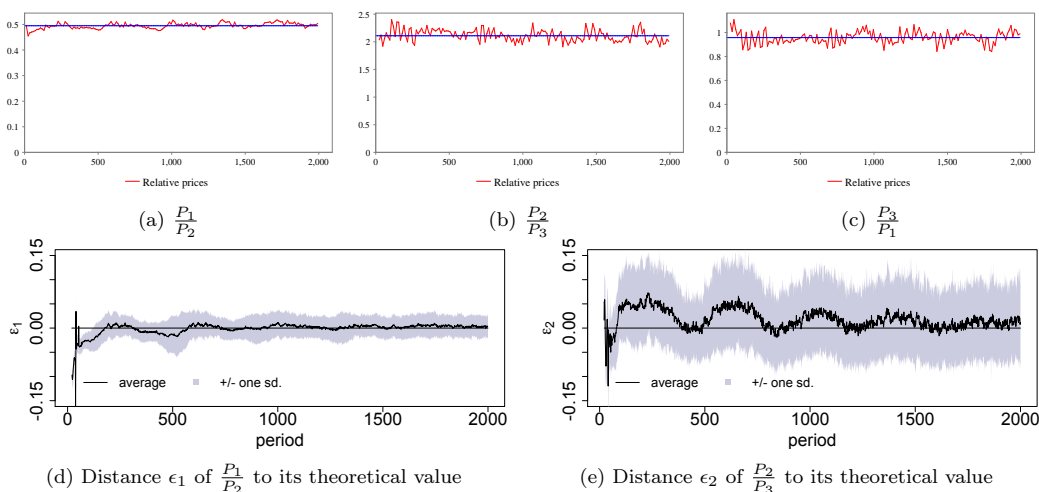 0.5
0.4
0.3
0.2
0.1
0
0 500 1,000 1,500 2,000
Relative prices
(a) P1/P2
2.5
2
1.5
1
0.5
0
0 500 1,000 1,500 2,000
Relative prices
(b) P2/P3
1
0.8
0.6
0.4
0.2
0
0 500 1,000 1,500 2,000
Relative prices
(c) P3/P1
0.15
0.00
-0.15
ε1
average +/- one sd.
0 500 1000 1500 2000
period
(d) Distance ϵ1 of P1/P2 to its theoretical value
0.15
0.00
-0.15
ε2
average +/- one sd.
0 500 1000 1500 2000
period
(e) Distance ϵ2 of P2/P3 to its theoretical value